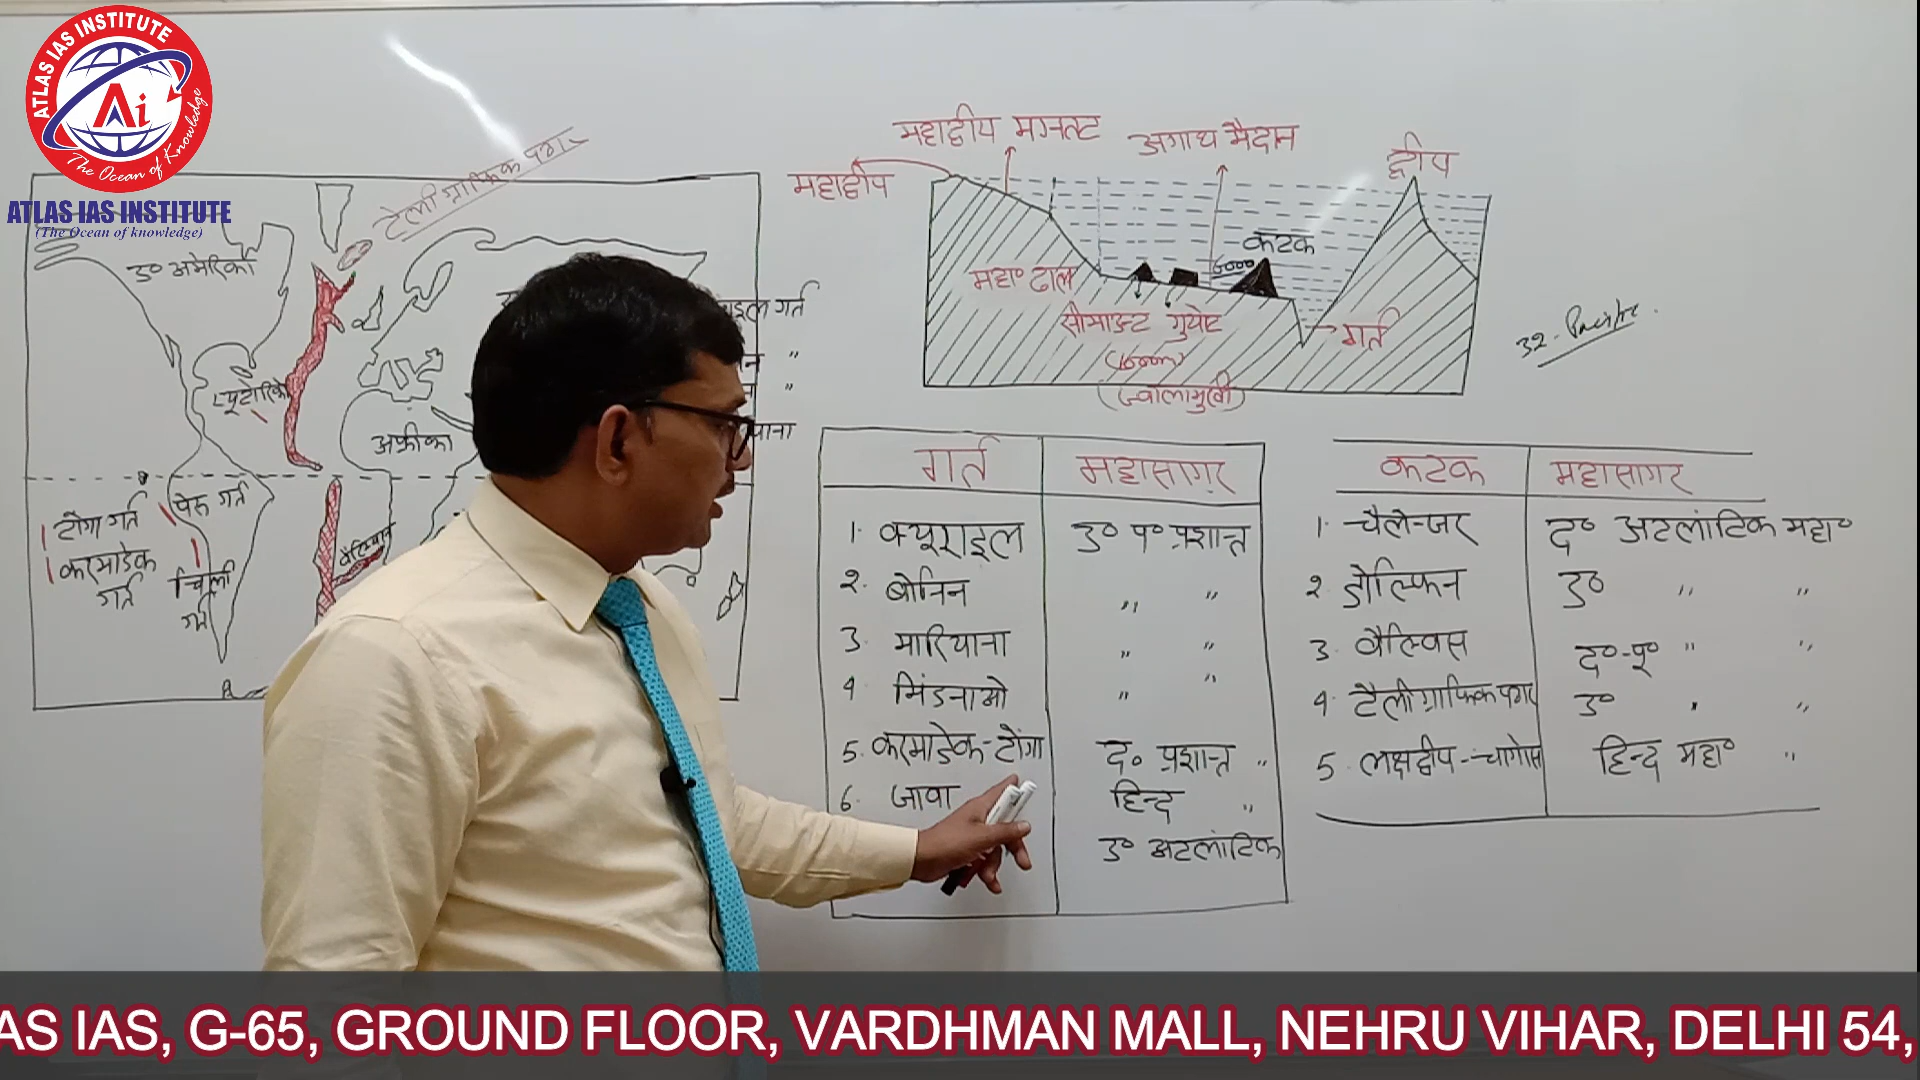 ATLAS IAS INSTITUTE
Ai
The Ocean of Knowledge
ATLAS IAS INSTITUTE
(The Ocean of knowledge)
टेलीग्राफिक पठार
उ० अमेरिका
प्यूटोरिको
अफ्रीका
टोंगा गर्त
पेरू गर्त
करमाडेक
गर्त
चिली
गर्त
वैल्विस
गर्त
महाद्वीप
महाद्वीप मग्नतट
अगाध मैदान
द्वीप
कटक
महा० ढाल
सीमाउन्ट गुयोट
(1000m)
गर्त
(ज्वालामुखी)
32- Pacific
गर्त महासागर
1. क्यूराइल उ० प० प्रशान्त
2. बोनिन " "
3. मारियाना " "
4. मिंडनाओ " "
5. करमाडेक-टोंगा द० प्रशान्त "
6. जावा हिन्द "
उ० अटलांटिक
कटक महासागर
1. चैलेन्जर द० अटलांटिक महा०
2. डोल्फिन उ० " "
3. वैल्विस द०-पू० " "
4. टैलीग्राफिक पठार उ० " "
5. लक्षद्वीप-चागोस हिन्द महा० "
AS IAS, G-65, GROUND FLOOR, VARDHMAN MALL, NEHRU VIHAR, DELHI 54,